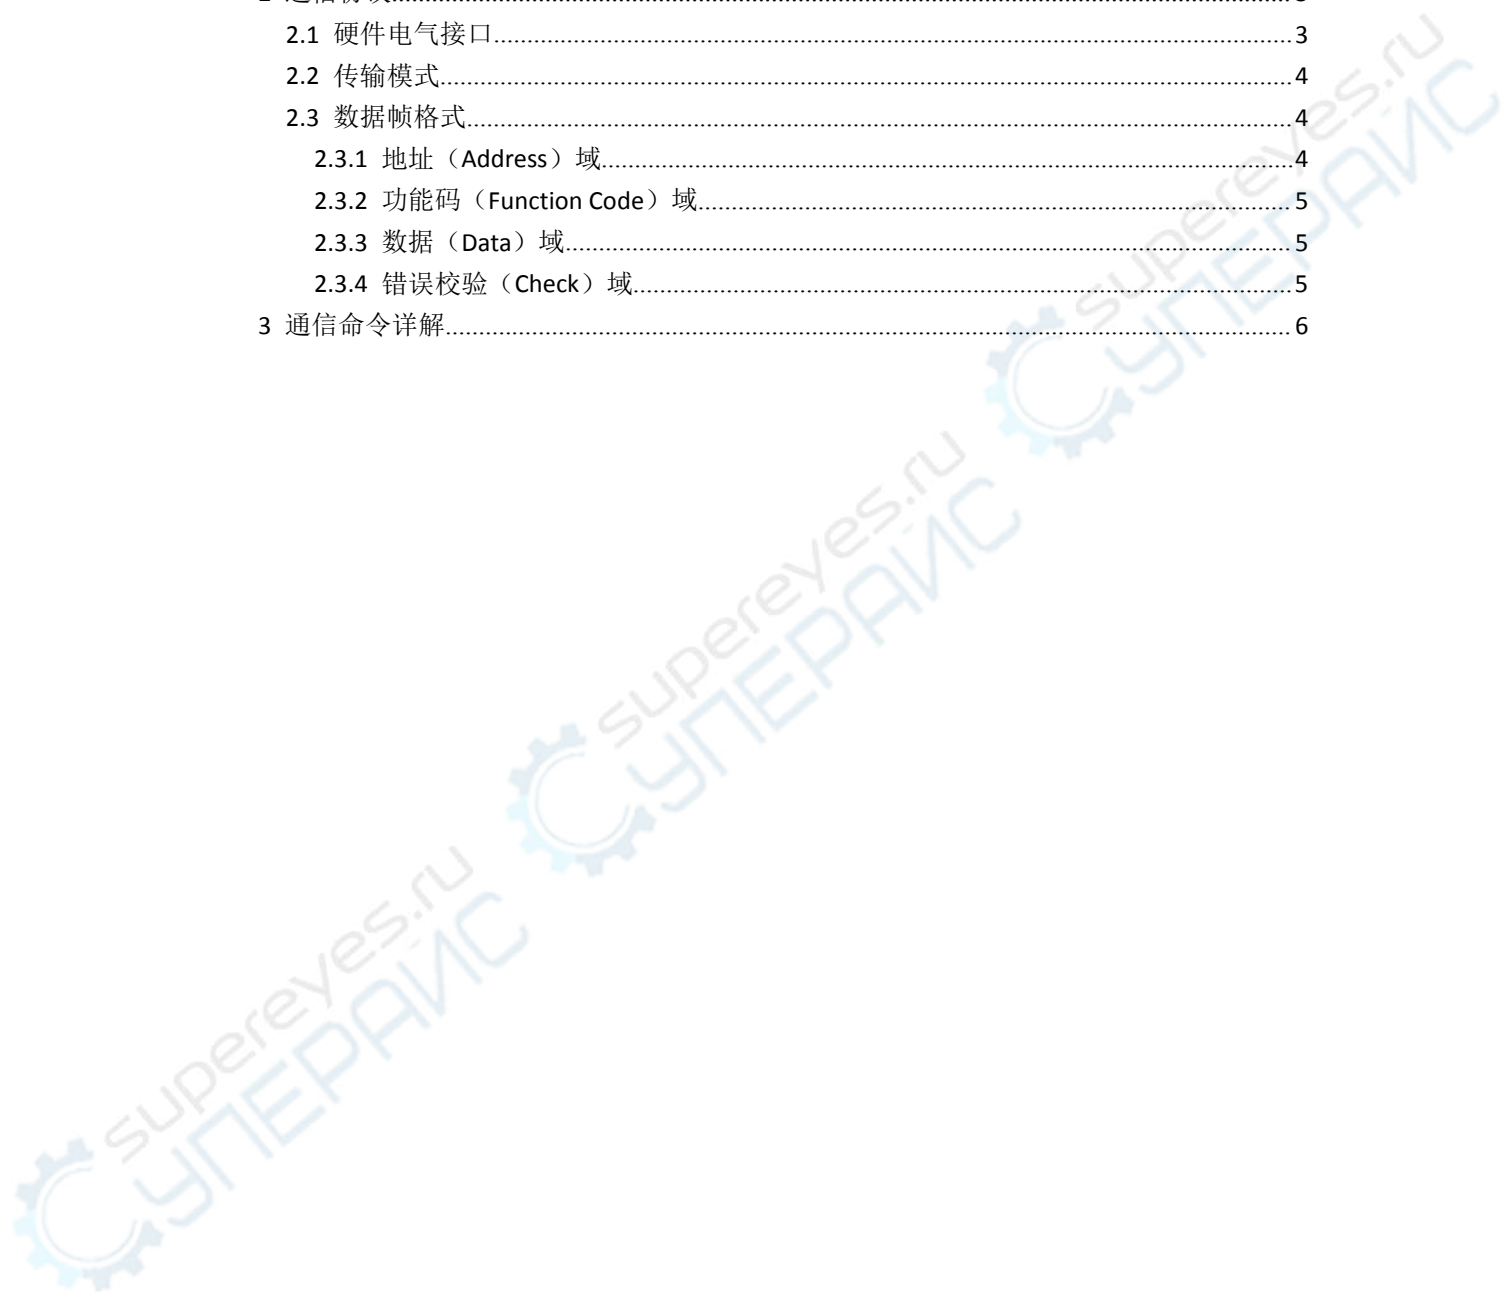 2.1 硬件电气接口 3
2.2 传输模式 4
2.3 数据帧格式 4
2.3.1 地址（Address）域 4
2.3.2 功能码（Function Code）域 5
2.3.3 数据（Data）域 5
2.3.4 错误校验（Check）域 5
3 通信命令详解 6
supereyes.ru
СУПЕРАЙС
supereyes.ru
СУПЕРАЙС
supereyes.ru
СУПЕРАЙС